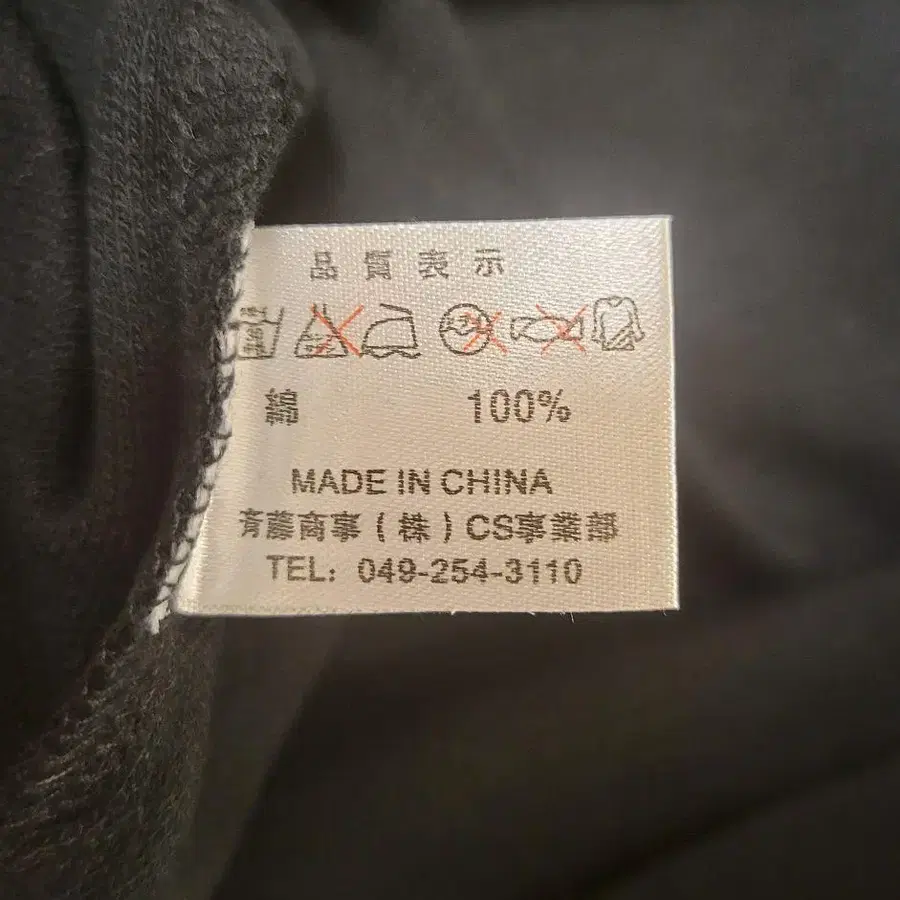 品質表示
100%
MADE IN CHINA
斉藤商事(株)CS事業部
TEL: 049-254-3110